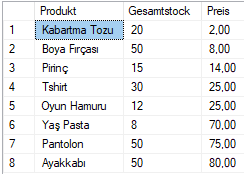 Produkt Gesamtstock Preis
1 Kabartma Tozu 20 2,00
2 Boya Fırçası 50 8,00
3 Pirinç 15 14,00
4 Tshirt 30 25,00
5 Oyun Hamuru 12 25,00
6 Yaş Pasta 8 70,00
7 Pantolon 50 75,00
8 Ayakkabı 50 80,00